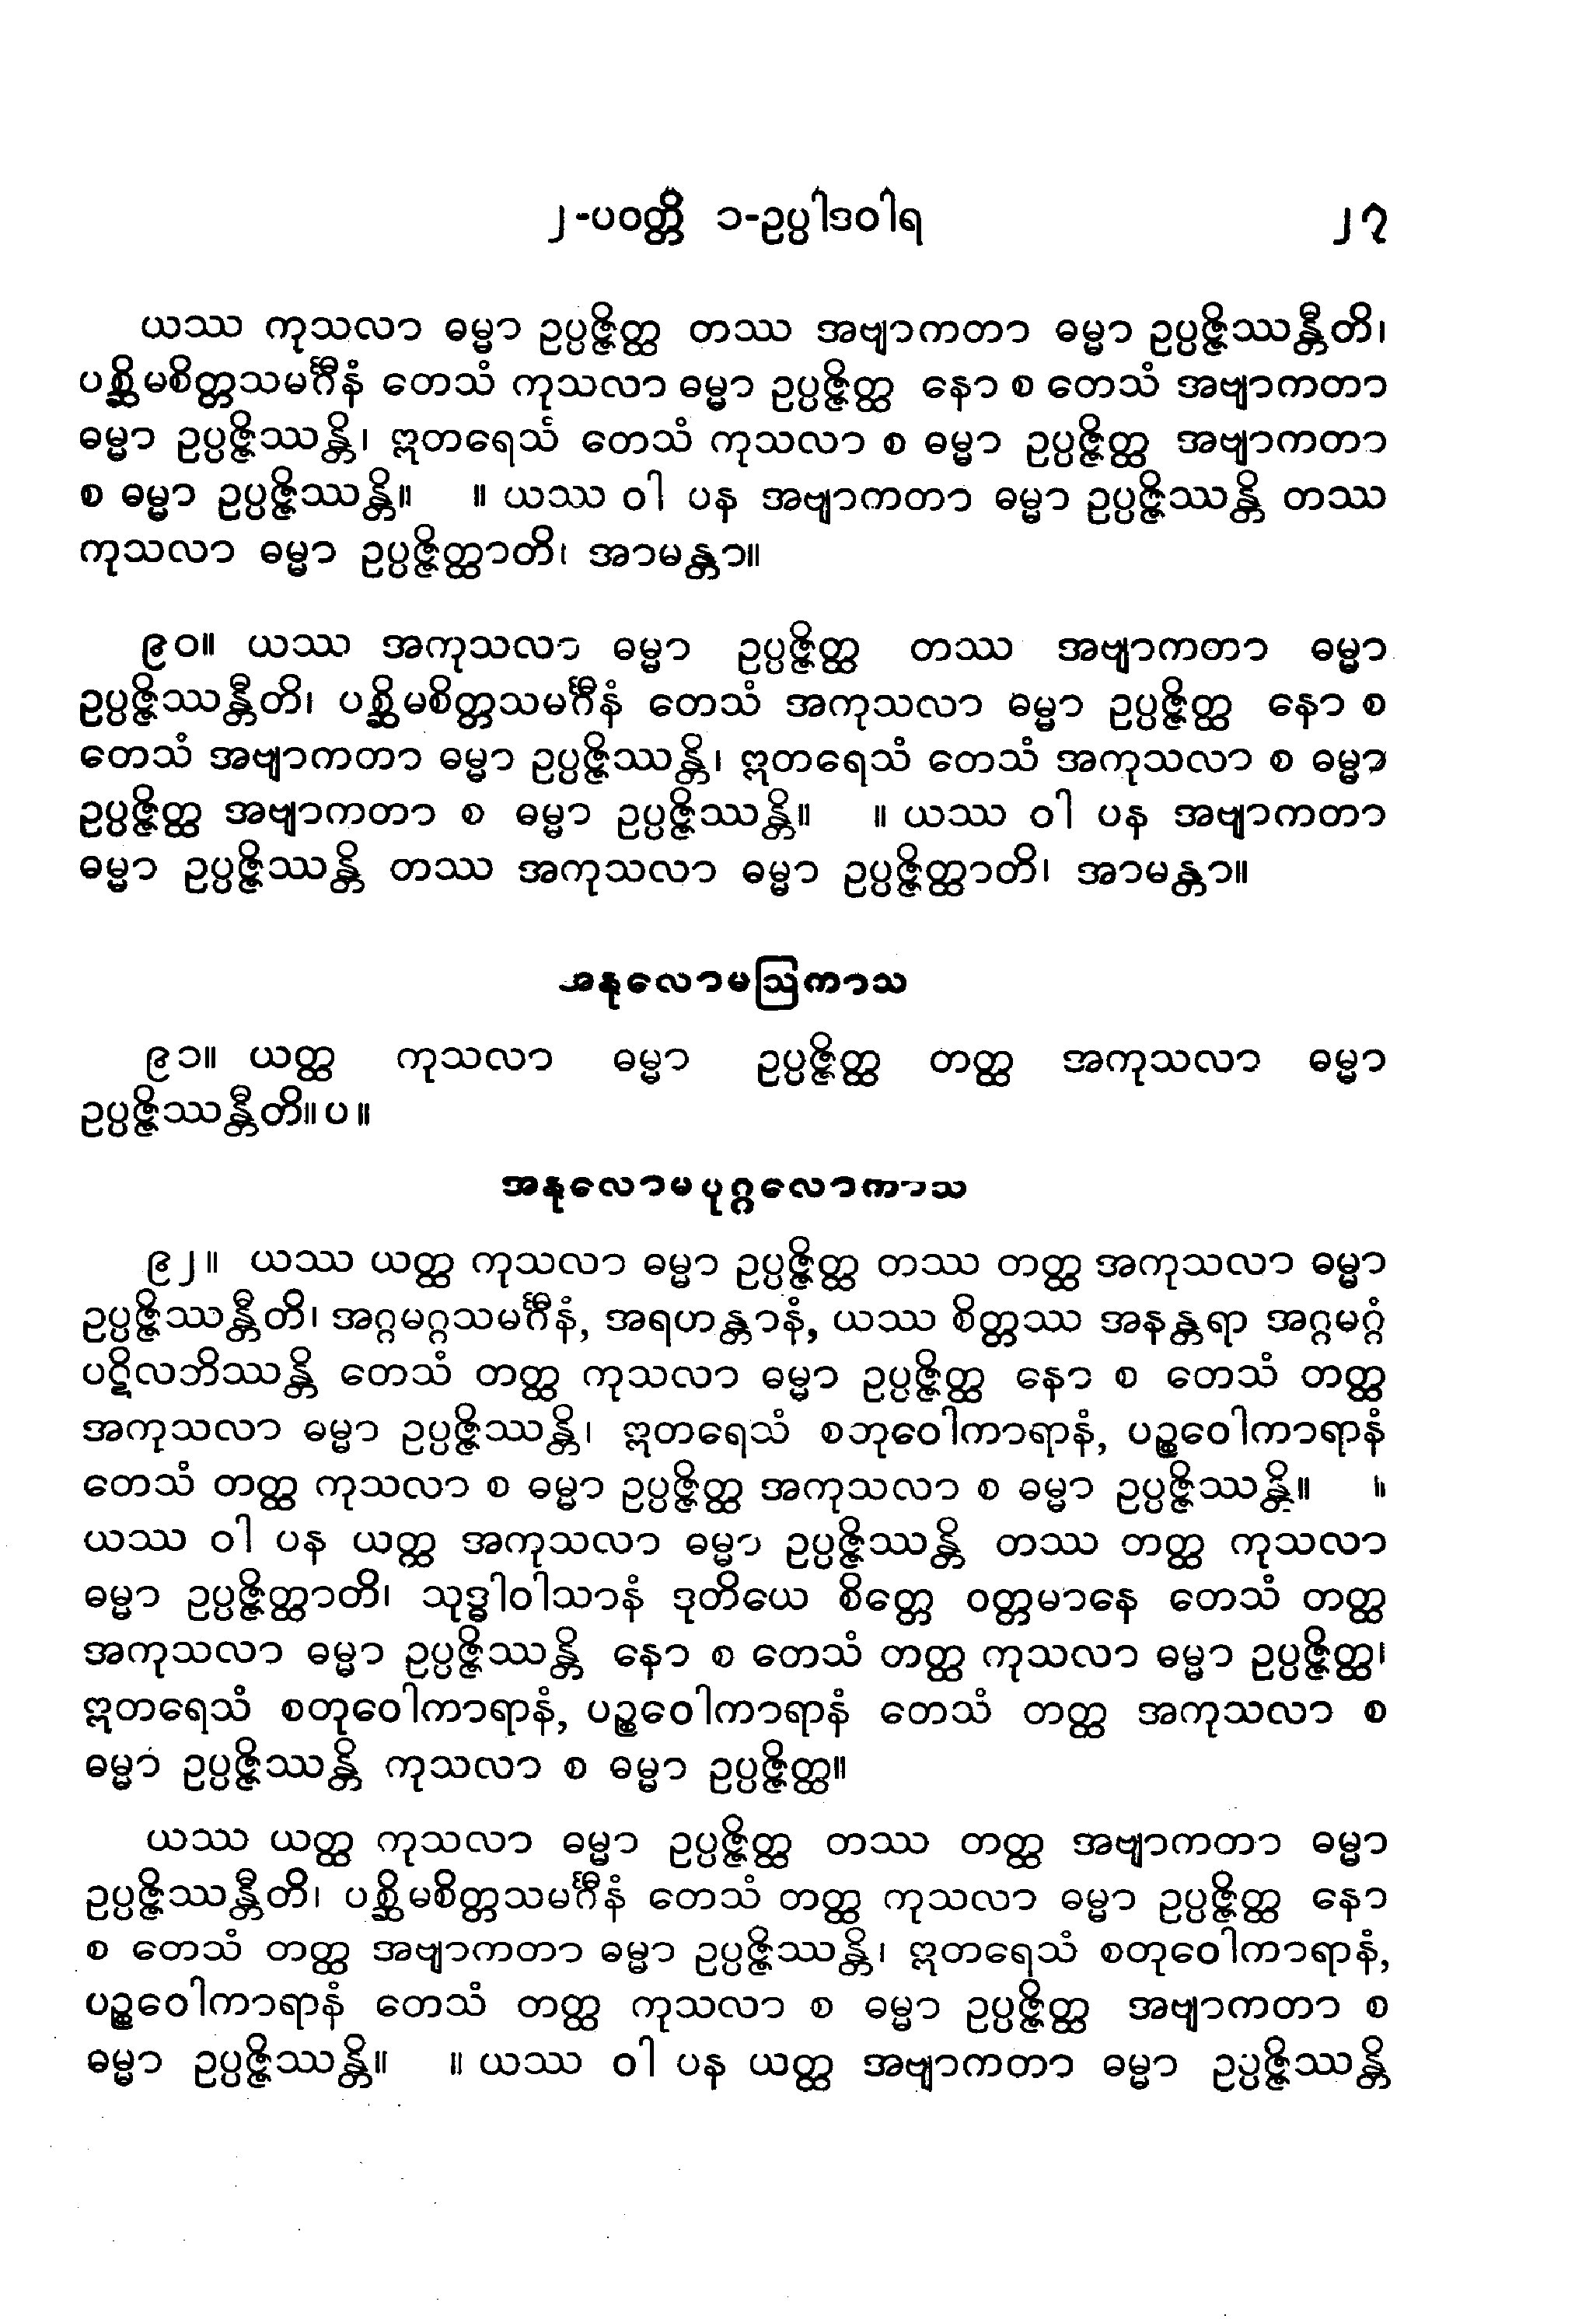 ၂-ပဝတ္တိ ၁-ဥပ္ပါဒဝါရ ၂၇
ယဿ ကုသလာ ဓမ္မာ ဥပ္ပဇ္ဇိတ္ထ တဿ အဗျာကတာ ဓမ္မာ ဥပ္ပဇ္ဇိဿန္တီတိ၊
ပစ္ဆိမစိတ္တသမင်္ဂီနံ တေသံ ကုသလာ ဓမ္မာ ဥပ္ပဇ္ဇိတ္ထ နော စ တေသံ အဗျာကတာ
ဓမ္မာ ဥပ္ပဇ္ဇိဿန္တိ၊ ဣတရေသံ တေသံ ကုသလာ စ ဓမ္မာ ဥပ္ပဇ္ဇိတ္ထ အဗျာကတာ
စ ဓမ္မာ ဥပ္ပဇ္ဇိဿန္တိ။ ။ ယဿ ဝါ ပန အဗျာကတာ ဓမ္မာ ဥပ္ပဇ္ဇိဿန္တိ တဿ
ကုသလာ ဓမ္မာ ဥပ္ပဇ္ဇိတ္ထာတိ၊ အာမန္တာ။
၉၀။ ယဿ အကုသလာ ဓမ္မာ ဥပ္ပဇ္ဇိတ္ထ တဿ အဗျာကတာ ဓမ္မာ
ဥပ္ပဇ္ဇိဿန္တီတိ၊ ပစ္ဆိမစိတ္တသမင်္ဂီနံ တေသံ အကုသလာ ဓမ္မာ ဥပ္ပဇ္ဇိတ္ထ နော စ
တေသံ အဗျာကတာ ဓမ္မာ ဥပ္ပဇ္ဇိဿန္တိ၊ ဣတရေသံ တေသံ အကုသလာ စ ဓမ္မာ
ဥပ္ပဇ္ဇိတ္ထ အဗျာကတာ စ ဓမ္မာ ဥပ္ပဇ္ဇိဿန္တိ။ ။ ယဿ ဝါ ပန အဗျာကတာ
ဓမ္မာ ဥပ္ပဇ္ဇိဿန္တိ တဿ အကုသလာ ဓမ္မာ ဥပ္ပဇ္ဇိတ္ထာတိ၊ အာမန္တာ။
အနုလောမဩကာသ
၉၁။ ယတ္ထ ကုသလာ ဓမ္မာ ဥပ္ပဇ္ဇိတ္ထ တတ္ထ အကုသလာ ဓမ္မာ
ဥပ္ပဇ္ဇိဿန္တီတိ။ပ။
အနုလောမပုဂ္ဂလောကာသ
၉၂။ ယဿ ယတ္ထ ကုသလာ ဓမ္မာ ဥပ္ပဇ္ဇိတ္ထ တဿ တတ္ထ အကုသလာ ဓမ္မာ
ဥပ္ပဇ္ဇိဿန္တီတိ၊ အဂ္ဂမဂ္ဂသမင်္ဂီနံ, အရဟန္တာနံ, ယဿ စိတ္တဿ အနန္တရာ အဂ္ဂမဂ္ဂံ
ပဋိလဘိဿန္တိ တေသံ တတ္ထ ကုသလာ ဓမ္မာ ဥပ္ပဇ္ဇိတ္ထ နော စ တေသံ တတ္ထ
အကုသလာ ဓမ္မာ ဥပ္ပဇ္ဇိဿန္တိ၊ ဣတရေသံ စဘုဝေါကာရာနံ, ပဉ္စဝေါကာရာနံ
တေသံ တတ္ထ ကုသလာ စ ဓမ္မာ ဥပ္ပဇ္ဇိတ္ထ အကုသလာ စ ဓမ္မာ ဥပ္ပဇ္ဇိဿန္တိ။ ။
ယဿ ဝါ ပန ယတ္ထ အကုသလာ ဓမ္မာ ဥပ္ပဇ္ဇိဿန္တိ တဿ တတ္ထ ကုသလာ
ဓမ္မာ ဥပ္ပဇ္ဇိတ္ထာတိ၊ သုဒ္ဓါဝါသာနံ ဒုတိယေ စိတ္တေ ဝတ္တမာနေ တေသံ တတ္ထ
အကုသလာ ဓမ္မာ ဥပ္ပဇ္ဇိဿန္တိ နော စ တေသံ တတ္ထ ကုသလာ ဓမ္မာ ဥပ္ပဇ္ဇိတ္ထ၊
ဣတရေသံ စတုဝေါကာရာနံ, ပဉ္စဝေါကာရာနံ တေသံ တတ္ထ အကုသလာ စ
ဓမ္မာ ဥပ္ပဇ္ဇိဿန္တိ ကုသလာ စ ဓမ္မာ ဥပ္ပဇ္ဇိတ္ထ။
ယဿ ယတ္ထ ကုသလာ ဓမ္မာ ဥပ္ပဇ္ဇိတ္ထ တဿ တတ္ထ အဗျာကတာ ဓမ္မာ
ဥပ္ပဇ္ဇိဿန္တီတိ၊ ပစ္ဆိမစိတ္တသမင်္ဂီနံ တေသံ တတ္ထ ကုသလာ ဓမ္မာ ဥပ္ပဇ္ဇိတ္ထ နော
စ တေသံ တတ္ထ အဗျာကတာ ဓမ္မာ ဥပ္ပဇ္ဇိဿန္တိ၊ ဣတရေသံ စတုဝေါကာရာနံ,
ပဉ္စဝေါကာရာနံ တေသံ တတ္ထ ကုသလာ စ ဓမ္မာ ဥပ္ပဇ္ဇိတ္ထ အဗျာကတာ စ
ဓမ္မာ ဥပ္ပဇ္ဇိဿန္တိ။ ။ ယဿ ဝါ ပန ယတ္ထ အဗျာကတာ ဓမ္မာ ဥပ္ပဇ္ဇိဿန္တိ